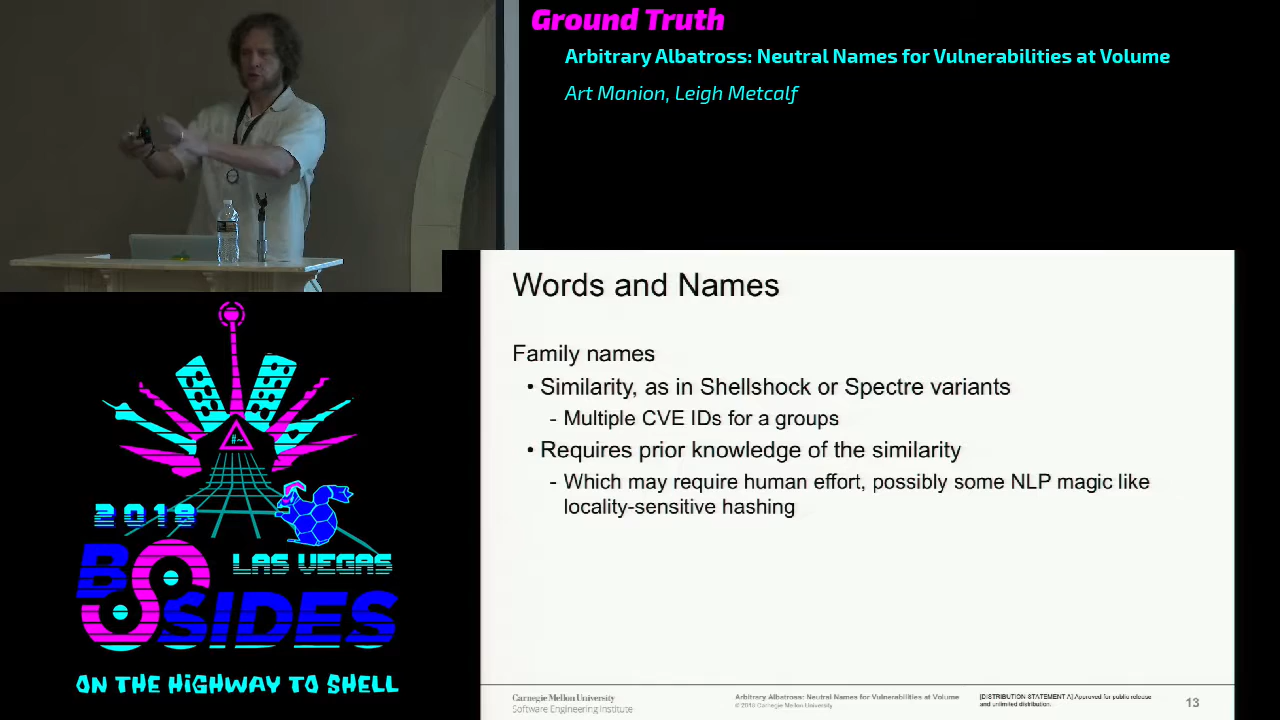 Ground Truth
Arbitrary Albatross: Neutral Names for Vulnerabilities at Volume
Art Manion, Leigh Metcalf
Words and Names
Family names
• Similarity, as in Shellshock or Spectre variants
- Multiple CVE IDs for a groups
• Requires prior knowledge of the similarity
- Which may require human effort, possibly some NLP magic like
locality-sensitive hashing
#~
2019
LAS VEGAS
BSIDES
ON THE HIGHWAY TO SHELL
Carnegie Mellon University
Software Engineering Institute
Arbitrary Albatross: Neutral Names for Vulnerabilities at Volume
© 2019 Carnegie Mellon University
[DISTRIBUTION STATEMENT A] Approved for public release
and unlimited distribution.
13